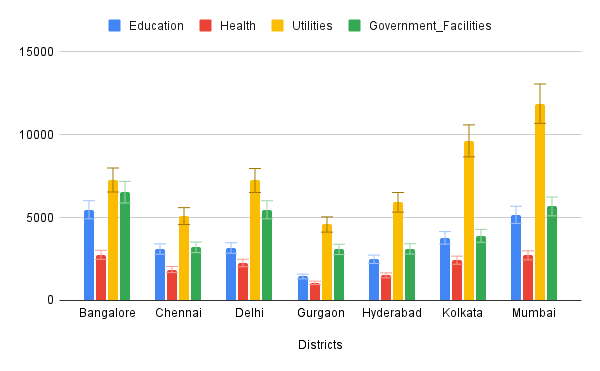 Education Health Utilities Government_Facilities
15000
10000
5000
0
Bangalore Chennai Delhi Gurgaon Hyderabad Kolkata Mumbai
Districts